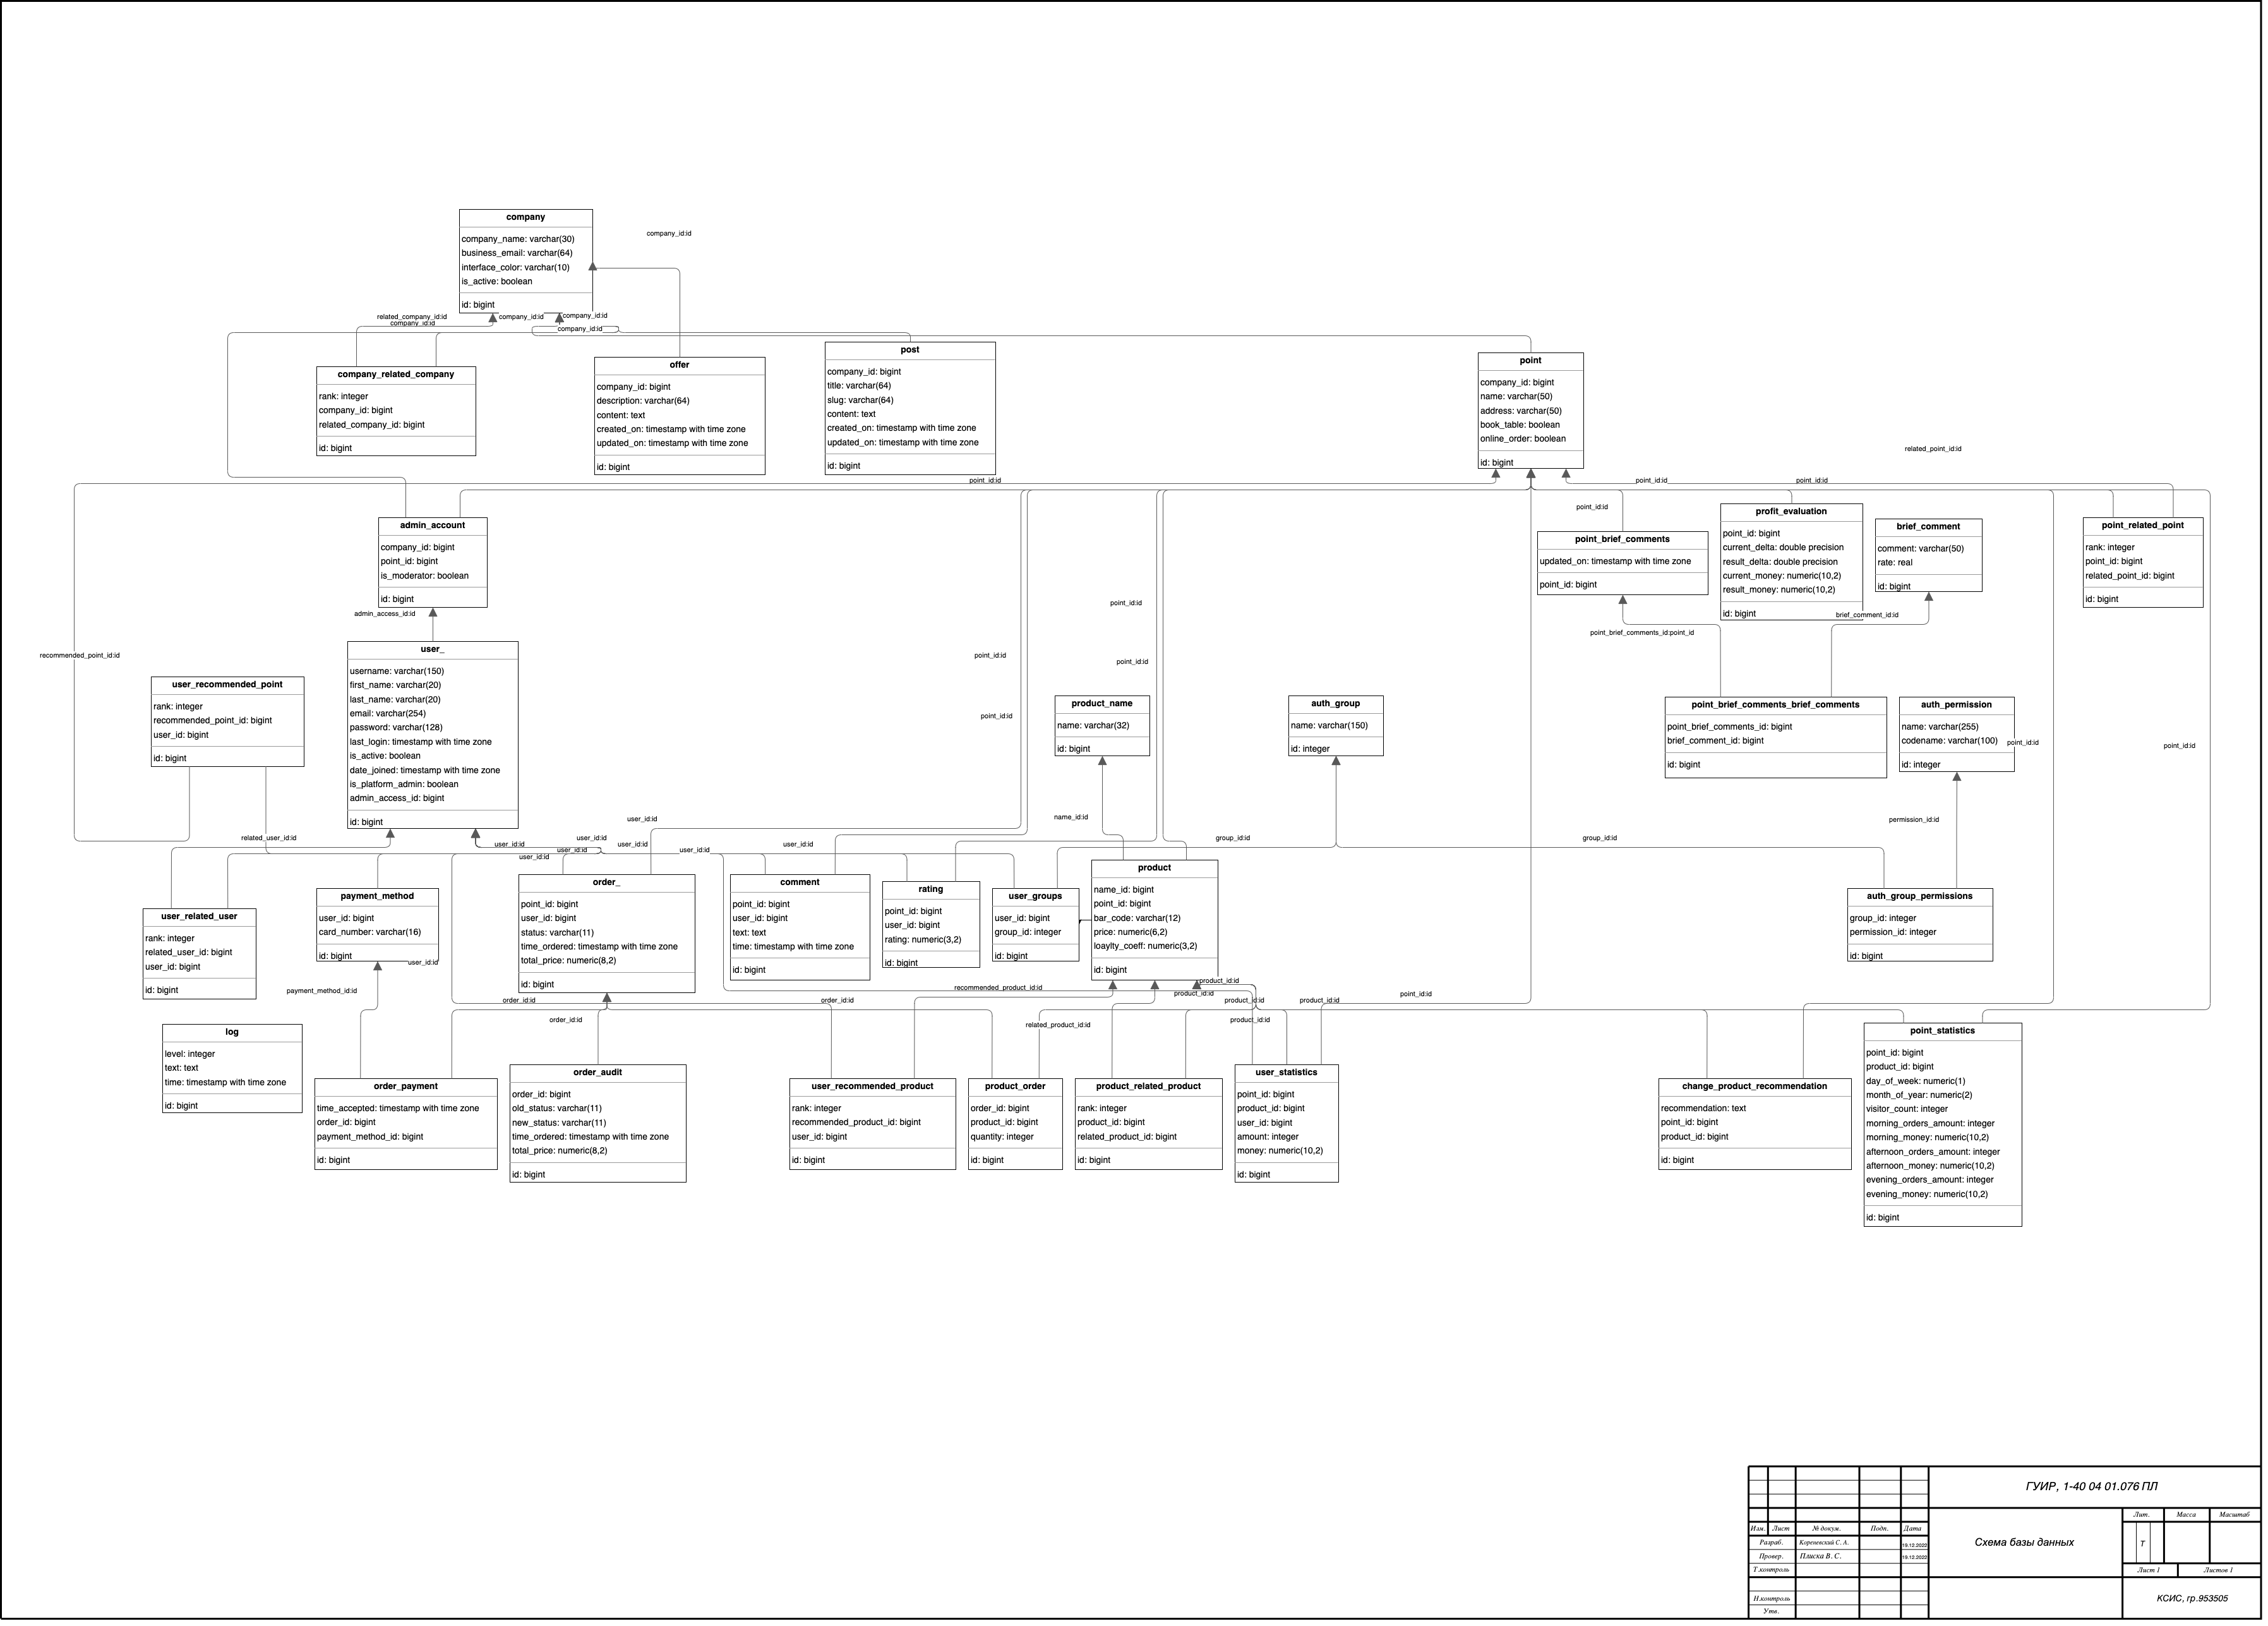 company
company_name: varchar(30)
business_email: varchar(64)
interface_color: varchar(10)
is_active: boolean
id: bigint
company_id:id
related_company_id:id
company_id:id
company_id:id
company_id:id
company_id:id
company_related_company
rank: integer
company_id: bigint
related_company_id: bigint
id: bigint
offer
company_id: bigint
description: varchar(64)
content: text
created_on: timestamp with time zone
updated_on: timestamp with time zone
id: bigint
post
company_id: bigint
title: varchar(64)
slug: varchar(64)
content: text
created_on: timestamp with time zone
updated_on: timestamp with time zone
id: bigint
point
company_id: bigint
name: varchar(50)
address: varchar(50)
book_table: boolean
online_order: boolean
id: bigint
related_point_id:id
point_id:id
point_id:id
point_id:id
admin_account
company_id: bigint
point_id: bigint
is_moderator: boolean
id: bigint
admin_access_id:id
point_id:id
point_brief_comments
updated_on: timestamp with time zone
point_id: bigint
profit_evaluation
point_id: bigint
current_delta: double precision
result_delta: double precision
current_money: numeric(10,2)
result_money: numeric(10,2)
id: bigint
brief_comment
comment: varchar(50)
rate: real
id: bigint
brief_comment_id:id
point_related_point
rank: integer
point_id: bigint
related_point_id: bigint
id: bigint
point_id:id
point_brief_comments_id:point_id
recommended_point_id:id
point_id:id
point_id:id
point_id:id
user_recommended_point
rank: integer
recommended_point_id: bigint
user_id: bigint
id: bigint
user_
username: varchar(150)
first_name: varchar(20)
last_name: varchar(20)
email: varchar(254)
password: varchar(128)
last_login: timestamp with time zone
is_active: boolean
date_joined: timestamp with time zone
is_platform_admin: boolean
admin_access_id: bigint
id: bigint
product_name
name: varchar(32)
id: bigint
auth_group
name: varchar(150)
id: integer
point_brief_comments_brief_comments
point_brief_comments_id: bigint
brief_comment_id: bigint
id: bigint
auth_permission
name: varchar(255)
codename: varchar(100)
id: integer
point_id:id
point_id:id
related_user_id:id
user_id:id
user_id:id
user_id:id
user_id:id
user_id:id
user_id:id
user_id:id
user_id:id
name_id:id
group_id:id
group_id:id
permission_id:id
user_related_user
rank: integer
related_user_id: bigint
user_id: bigint
id: bigint
payment_method
user_id: bigint
card_number: varchar(16)
id: bigint
user_id:id
order_
point_id: bigint
user_id: bigint
status: varchar(11)
time_ordered: timestamp with time zone
total_price: numeric(8,2)
id: bigint
comment
point_id: bigint
user_id: bigint
text: text
time: timestamp with time zone
id: bigint
rating
point_id: bigint
user_id: bigint
rating: numeric(3,2)
id: bigint
user_groups
user_id: bigint
group_id: integer
id: bigint
product
name_id: bigint
point_id: bigint
bar_code: varchar(12)
price: numeric(6,2)
loaylty_coeff: numeric(3,2)
id: bigint
auth_group_permissions
group_id: integer
permission_id: integer
id: bigint
payment_method_id:id
order_id:id
order_id:id
order_id:id
recommended_product_id:id
product_id:id
product_id:id
product_id:id
product_id:id
point_id:id
related_product_id:id
product_id:id
log
level: integer
text: text
time: timestamp with time zone
id: bigint
order_payment
time_accepted: timestamp with time zone
order_id: bigint
payment_method_id: bigint
id: bigint
order_audit
order_id: bigint
old_status: varchar(11)
new_status: varchar(11)
time_ordered: timestamp with time zone
total_price: numeric(8,2)
id: bigint
user_recommended_product
rank: integer
recommended_product_id: bigint
user_id: bigint
id: bigint
product_order
order_id: bigint
product_id: bigint
quantity: integer
id: bigint
product_related_product
rank: integer
product_id: bigint
related_product_id: bigint
id: bigint
user_statistics
point_id: bigint
product_id: bigint
user_id: bigint
amount: integer
money: numeric(10,2)
id: bigint
change_product_recommendation
recommendation: text
point_id: bigint
product_id: bigint
id: bigint
point_statistics
point_id: bigint
product_id: bigint
day_of_week: numeric(1)
month_of_year: numeric(2)
visitor_count: integer
morning_orders_amount: integer
morning_money: numeric(10,2)
afternoon_orders_amount: integer
afternoon_money: numeric(10,2)
evening_orders_amount: integer
evening_money: numeric(10,2)
id: bigint
ГУИР, 1-40 04 01.076 ПЛ
Изм. Лист № докум. Подп. Дата
Разраб. Кореневский С. А. 19.12.2022
Провер. Плиска В. С. 19.12.2022
Т.контроль
Н.контроль
Утв.
Схема базы данных
Лит. Масса Масштаб
Т
Лист 1 Листов 1
КСИС, гр.953505